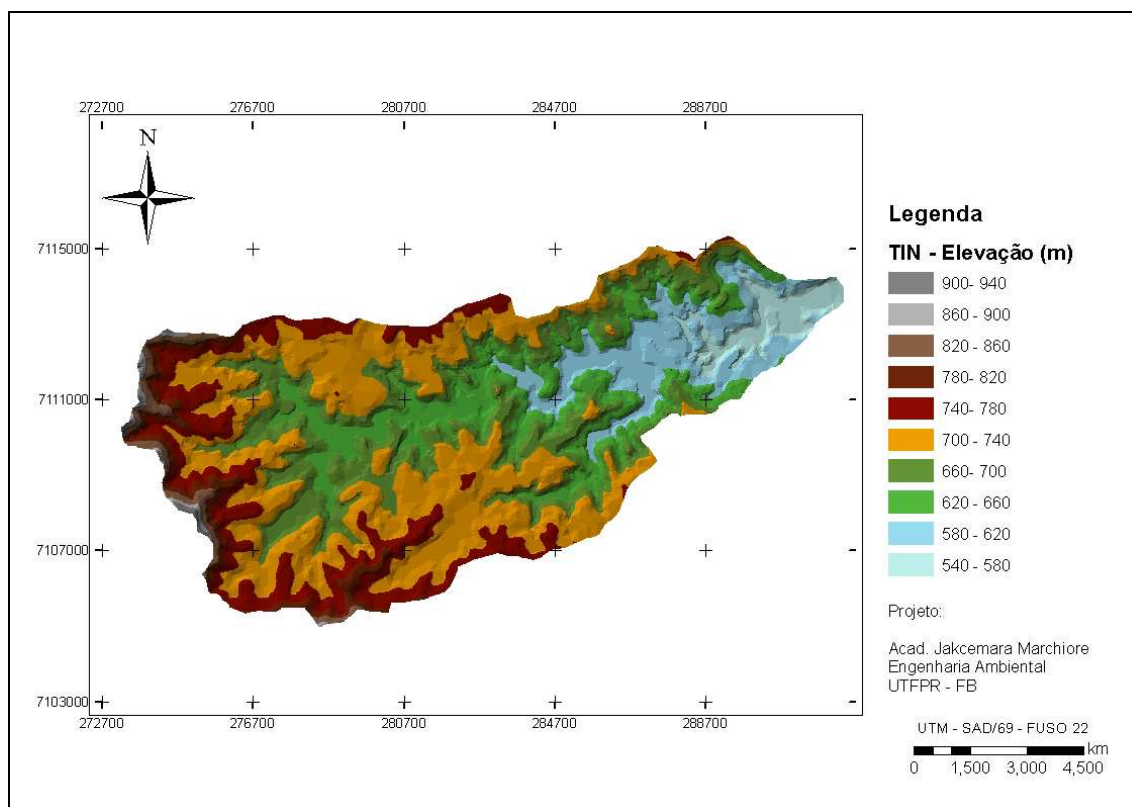 272700 276700 280700 284700 288700
N
7115000
7111000
7107000
7103000
272700 276700 280700 284700 288700
Legenda
TIN - Elevação (m)
900- 940
860 - 900
820 - 860
780 - 820
740 - 780
700 - 740
660 - 700
620 - 660
580 - 620
540 - 580
Projeto:
Acad. Jakcemara Marchiore
Engenharia Ambiental
UTFPR - FB
UTM - SAD/69 - FUSO 22
km
0 1,500 3,000 4,500